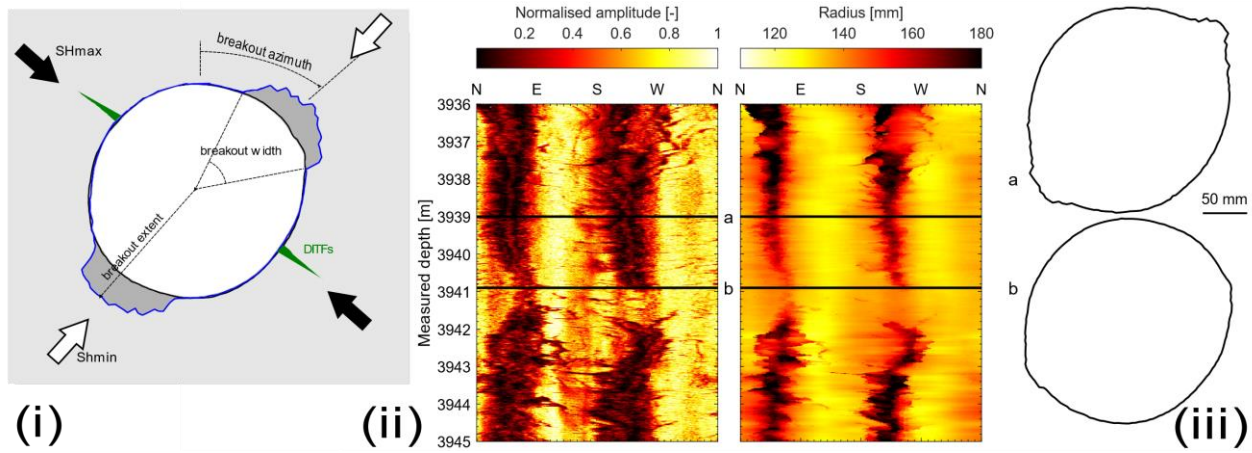 SHmax
breakout azimuth
breakout width
breakout extent
DITFs
Shmin
(i)
(ii)
Normalised amplitude [-]
0.2 0.4 0.6 0.8 1
N E S W N
Measured depth [m]
3936
3937
3938
3939
3940
3941
3942
3943
3944
3945
Radius [mm]
120 140 160 180
N E S W N
a
b
a
50 mm
b
(iii)